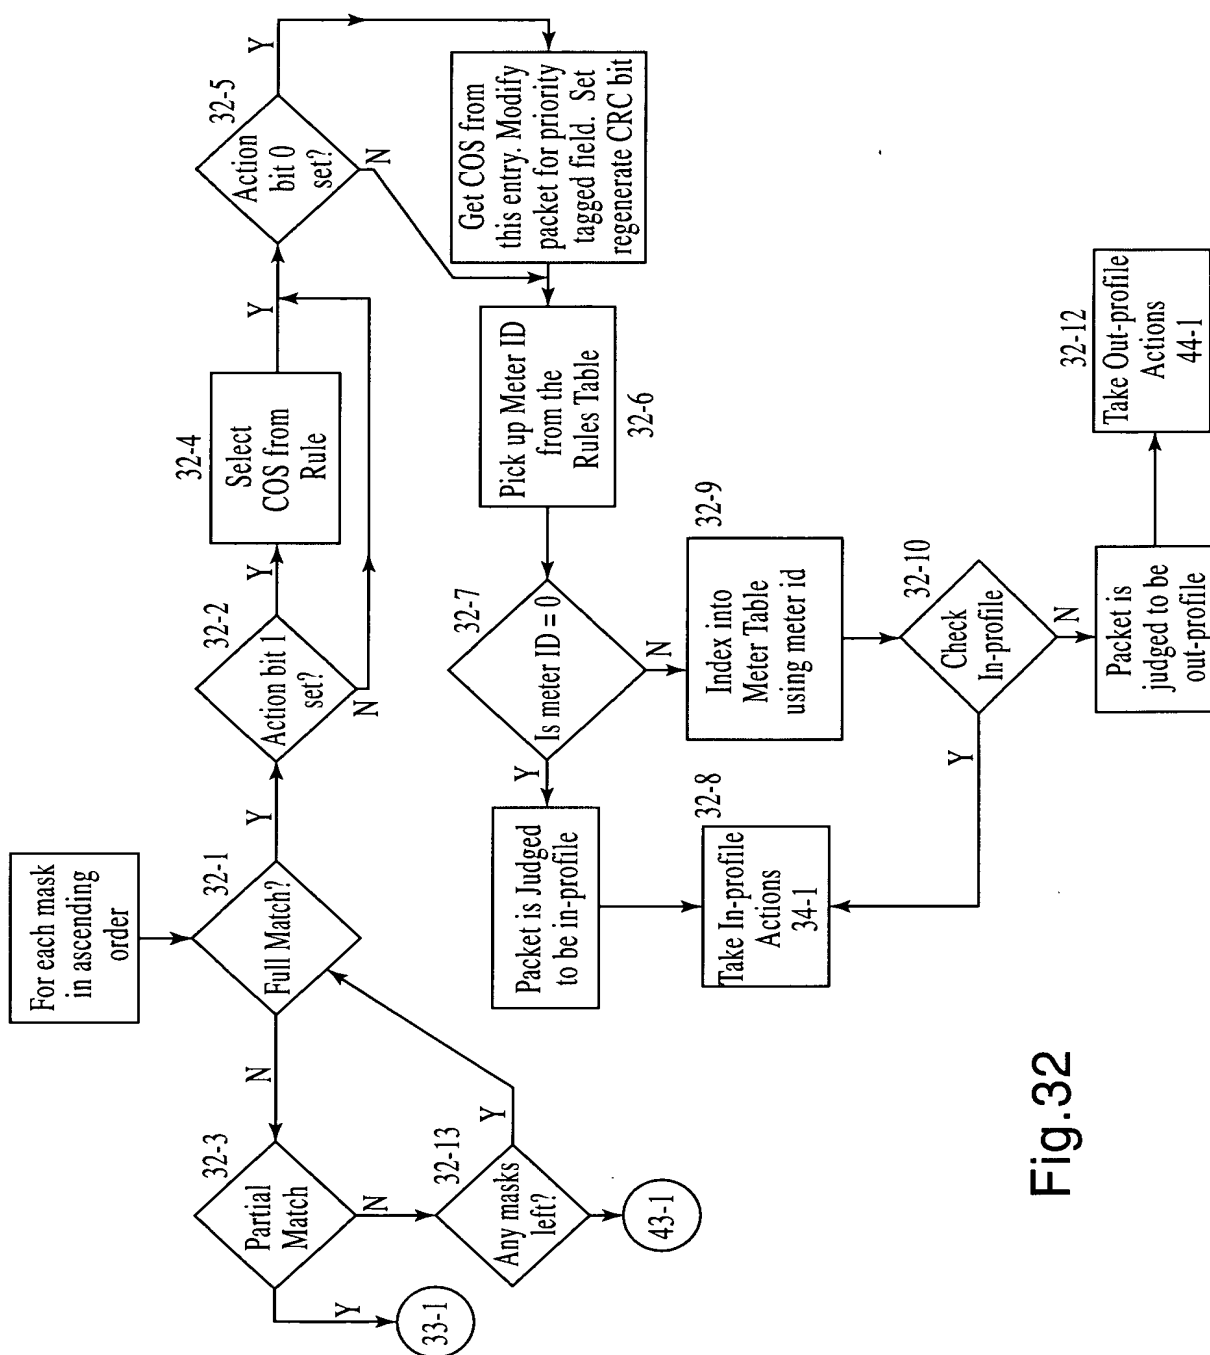 For each mask
in ascending
order
32-1
Full Match?
Y
N
32-3
Partial
Match
Y
33-1
N
32-13
Any masks
left?
Y
43-1
32-2
Action bit 1
set?
Y
N
32-4
Select
COS from
Rule
Y
32-5
Action
bit 0
set?
Y
N
Get COS from
this entry. Modify
packet for priority
tagged field. Set
regenerate CRC bit
Pick up Meter ID
from the
Rules Table
32-6
32-7
Is meter ID = 0
Y
N
Packet is Judged
to be in-profile
32-8
Take In-profile
Actions
34-1
32-9
Index into
Meter Table
using meter id
32-10
Check
In-profile
Y
N
Packet is
judged to be
out-profile
32-12
Take Out-profile
Actions
44-1
Fig.32